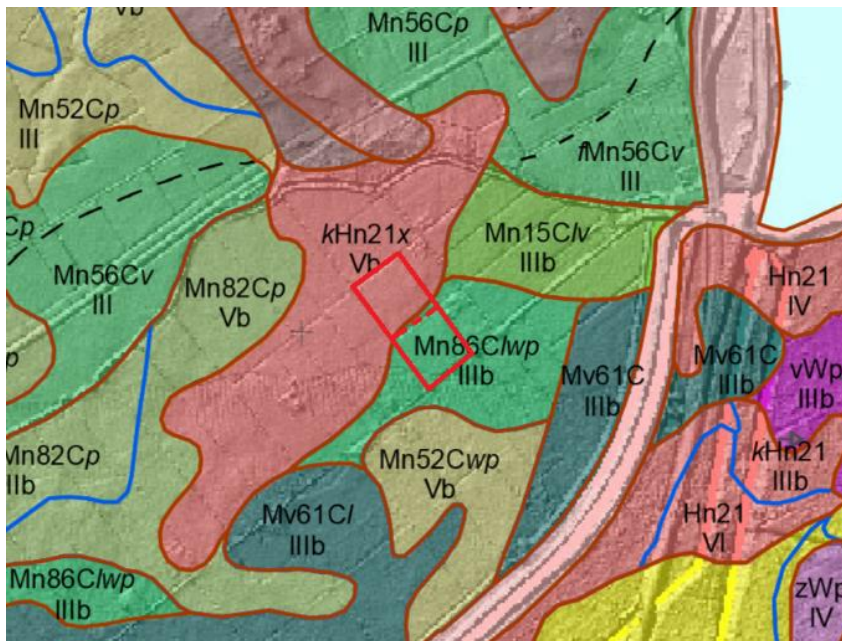 Vb
Mn56Cp
III
Mn52Cp
III
fMn56Cv
III
Cp
kHn21x
Vb
Mn15Clv
IIIb
Mn56Cv
III
Mn82Cp
Vb
Hn21
IV
p
Mn86Clwp
IIIb
Mv61C
IIIb
Mv61C
IIIb
vWp
IIIb
Mn82Cp
IIb
Mn52Cwp
Vb
kHn21
IIIb
Mv61Cl
IIIb
Hn21
VI
Mn86Clwp
IIIb
zWp
IV